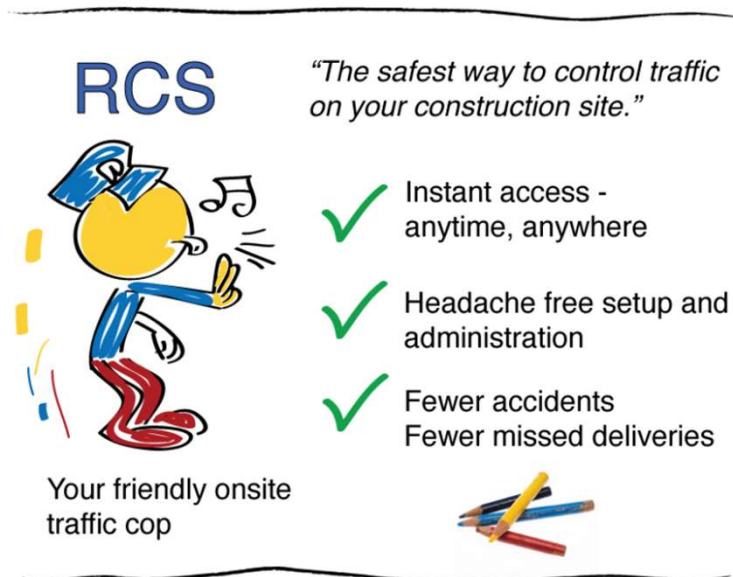 RCS
“The safest way to control traffic
on your construction site.”
Instant access -
anytime, anywhere
Headache free setup and
administration
Fewer accidents
Fewer missed deliveries
Your friendly onsite
traffic cop